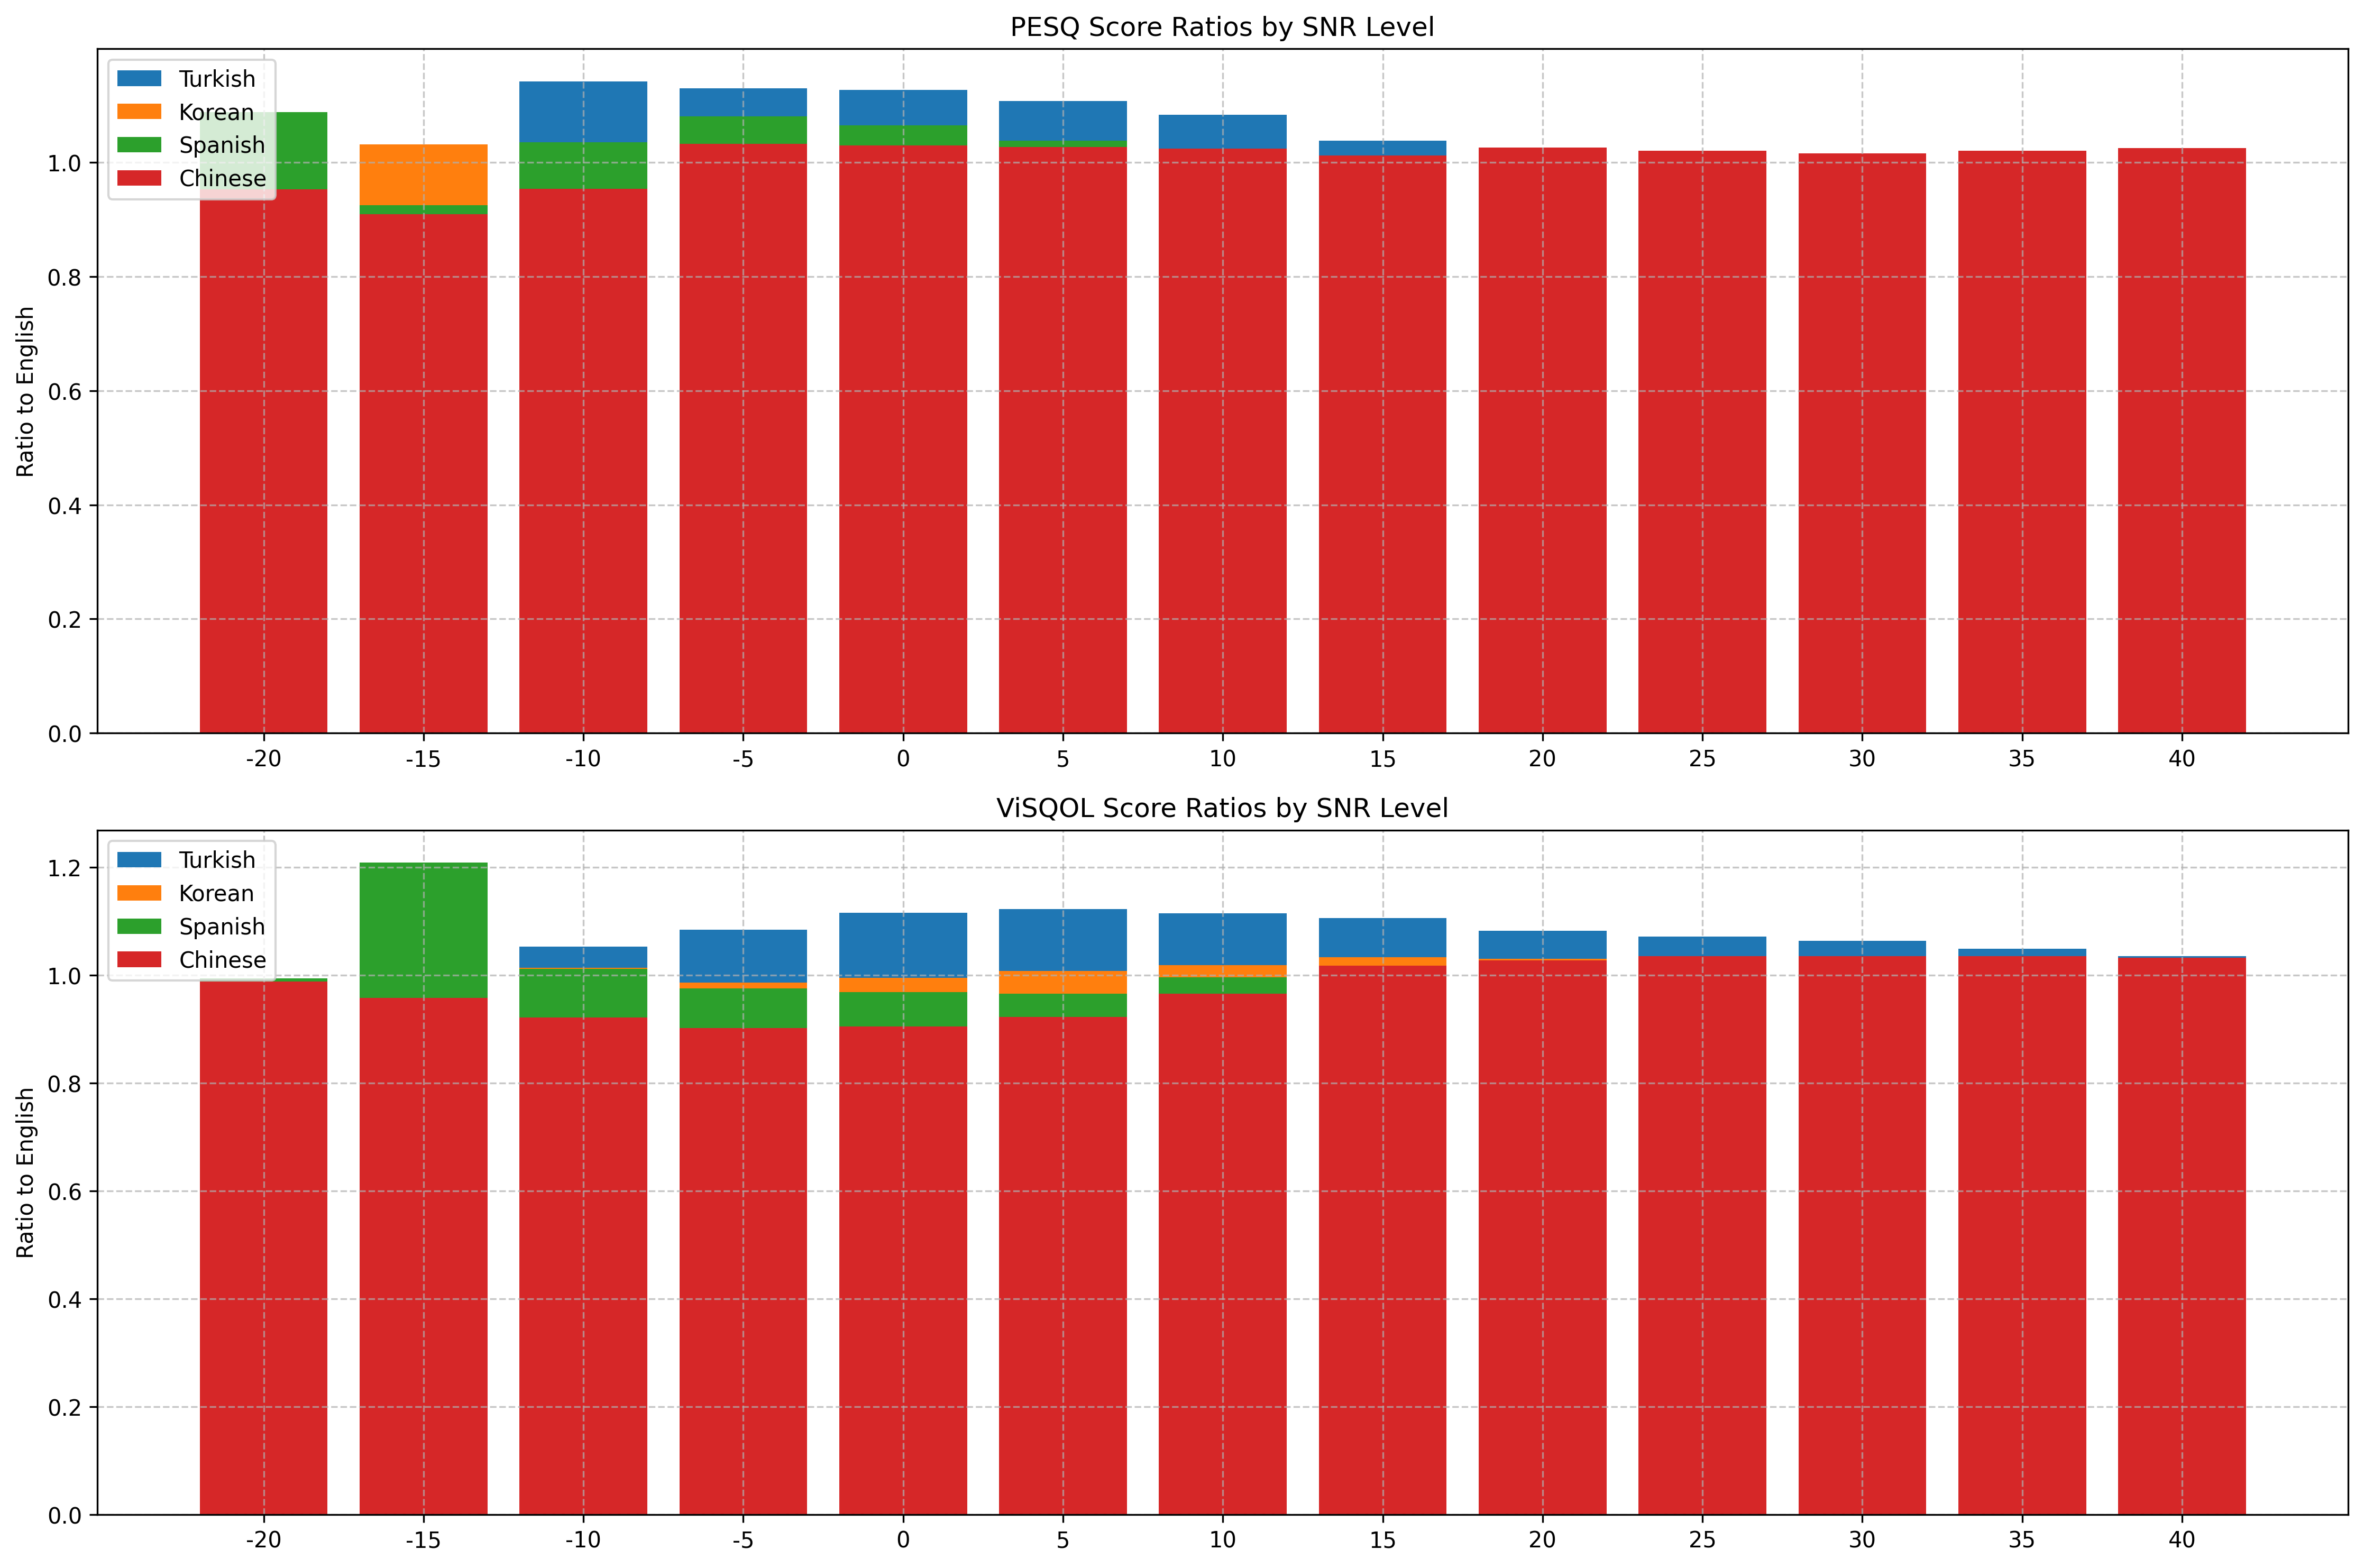 PESQ Score Ratios by SNR Level
Turkish
Korean
Spanish
Chinese
1.0
0.8
0.6
0.4
0.2
0.0
Ratio to English
-20 -15 -10 -5 0 5 10 15 20 25 30 35 40
ViSQOL Score Ratios by SNR Level
Turkish
Korean
Spanish
Chinese
1.2
1.0
0.8
0.6
0.4
0.2
0.0
Ratio to English
-20 -15 -10 -5 0 5 10 15 20 25 30 35 40